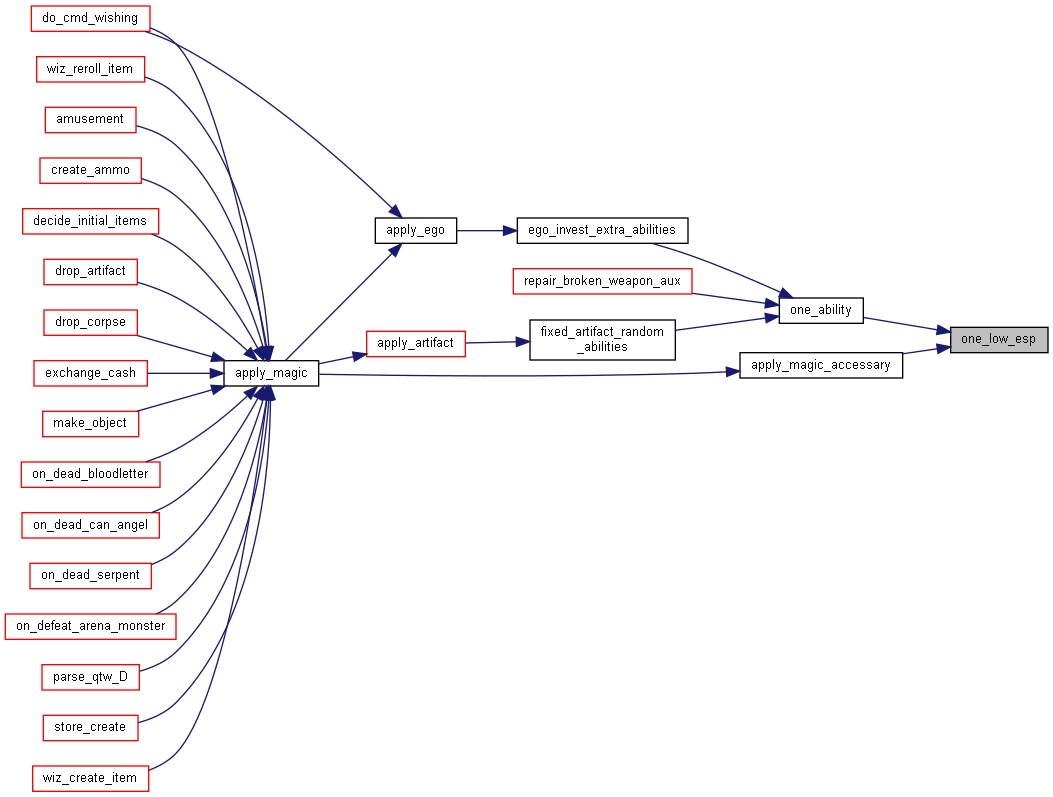 do_cmd_wishing
wiz_reroll_item
amusement
create_ammo
decide_initial_items
drop_artifact
drop_corpse
exchange_cash
make_object
on_dead_bloodletter
on_dead_can_angel
on_dead_serpent
on_defeat_arena_monster
parse_qtw_D
store_create
wiz_create_item
apply_magic
apply_ego
apply_artifact
ego_invest_extra_abilities
repair_broken_weapon_aux
fixed_artifact_random
_abilities
one_ability
apply_magic_accessary
one_low_esp